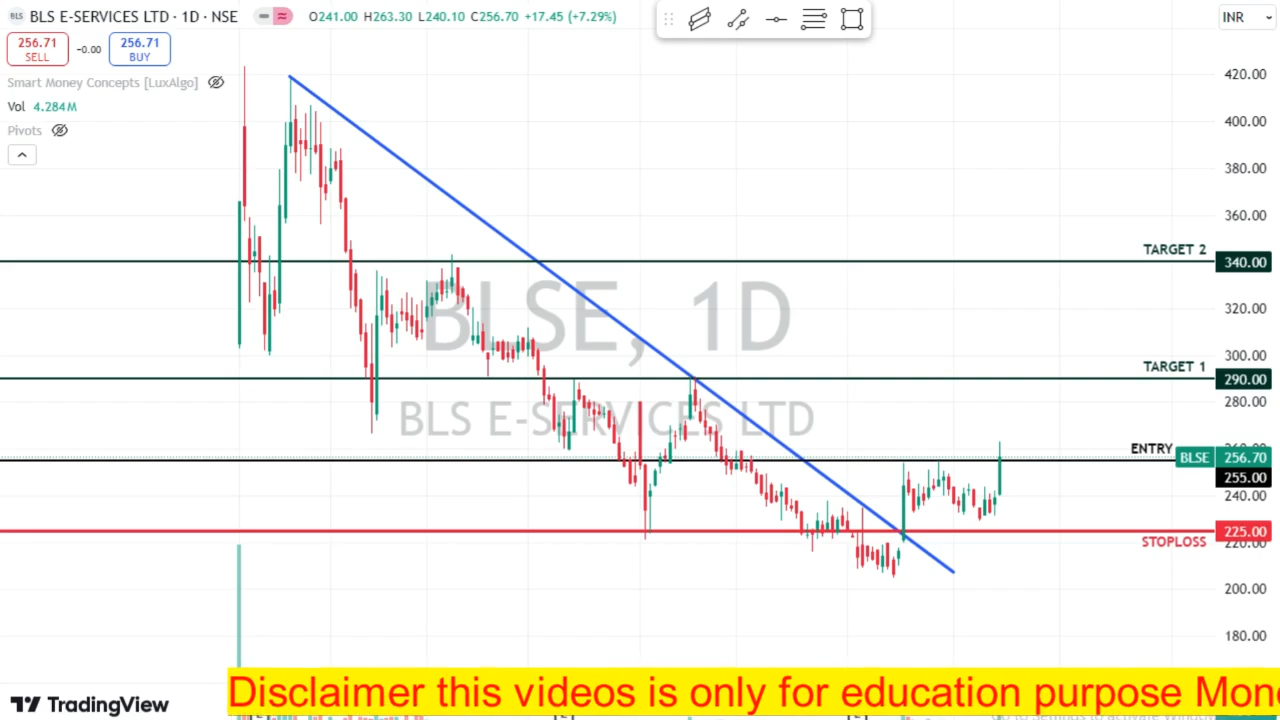 BLS BLS E-SERVICES LTD · 1D · NSE O241.00 H263.30 L240.10 C256.70 +17.45 (+7.29%) INR
256.71 SELL -0.00 256.71 BUY
Smart Money Concepts [LuxAlgo]
Vol 4.284M
Pivots
420.00
400.00
380.00
360.00
TARGET 2
340.00
320.00
300.00
TARGET 1
290.00
280.00
BLSE, 1D
BLS E-SERVICES LTD
ENTRY
BLSE 256.70
255.00
240.00
225.00
STOPLOSS
220.00
200.00
180.00
TradingView
Disclaimer this videos is only for education purpose